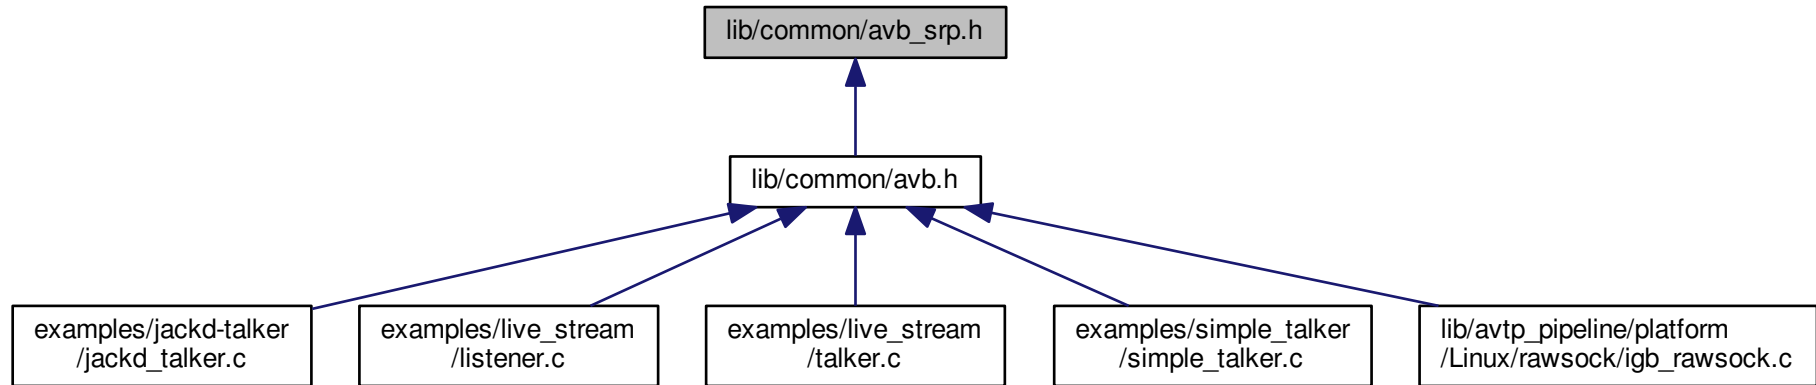 lib/common/avb_srp.h
lib/common/avb.h
examples/jackd-talker
/jackd_talker.c
examples/live_stream
/listener.c
examples/live_stream
/talker.c
examples/simple_talker
/simple_talker.c
lib/avtp_pipeline/platform
/Linux/rawsock/igb_rawsock.c